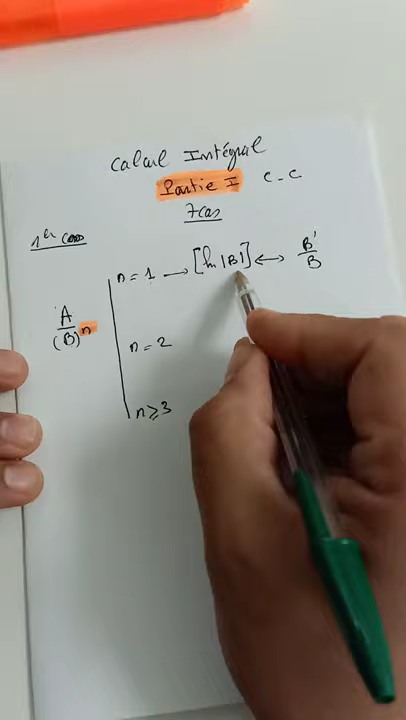 Calcul Intégral
Partie I C-C
7cas
1er cas
n = 1 → [ln |B|] ↔ B'/B
A/(B)^n
n = 2
n ≥ 3